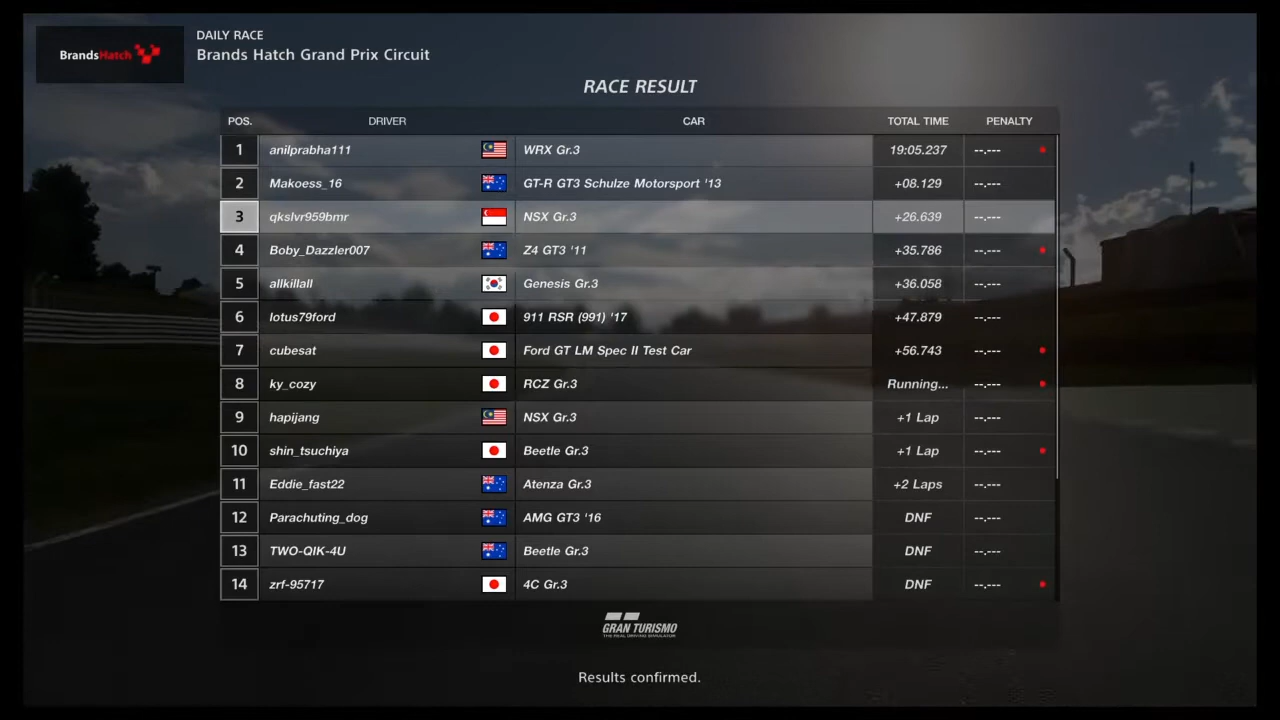 BrandsHatch
DAILY RACE
Brands Hatch Grand Prix Circuit
RACE RESULT
POS. DRIVER CAR TOTAL TIME PENALTY
1 anilprabha111 WRX Gr.3 19:05.237 --.---
2 Makoess_16 GT-R GT3 Schulze Motorsport '13 +08.129 --.---
3 qkslvr959bmr NSX Gr.3 +26.639 --.---
4 Boby_Dazzler007 Z4 GT3 '11 +35.786 --.---
5 allkillall Genesis Gr.3 +36.058 --.---
6 lotus79ford 911 RSR (991) '17 +47.879 --.---
7 cubesat Ford GT LM Spec II Test Car +56.743 --.---
8 ky_cozy RCZ Gr.3 Running... --.---
9 hapijang NSX Gr.3 +1 Lap --.---
10 shin_tsuchiya Beetle Gr.3 +1 Lap --.---
11 Eddie_fast22 Atenza Gr.3 +2 Laps --.---
12 Parachuting_dog AMG GT3 '16 DNF --.---
13 TWO-QIK-4U Beetle Gr.3 DNF --.---
14 zrf-95717 4C Gr.3 DNF --.---
GRAN TURISMO
THE REAL DRIVING SIMULATOR
Results confirmed.